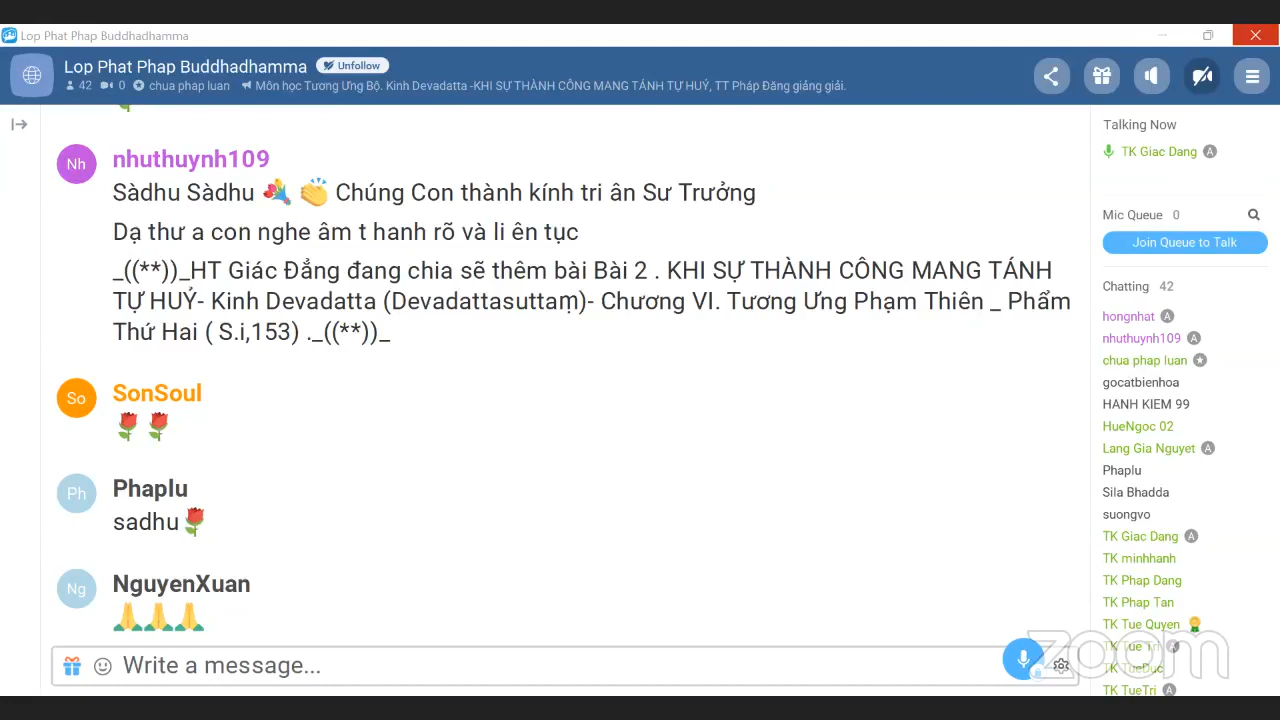 Lop Phat Phap Buddhadhamma
Lop Phat Phap Buddhadhamma Unfollow
42 0 chua phap luan Môn học Tương Ưng Bộ. Kinh Devadatta -KHI SỰ THÀNH CÔNG MANG TÁNH TỰ HUỶ, TT Pháp Đăng giảng giải.
Nh nhuthuynh109
Sàdhu Sàdhu 💐 👏 Chúng Con thành kính tri ân Sư Trưởng
Dạ thư a con nghe âm t hanh rõ và li ên tục
_((**))_HT Giác Đẳng đang chia sẽ thêm bài Bài 2 . KHI SỰ THÀNH CÔNG MANG TÁNH
TỰ HUỶ- Kinh Devadatta (Devadattasuttaṃ)- Chương VI. Tương Ưng Phạm Thiên _ Phẩm
Thứ Hai ( S.i,153) ._((**))_
So SonSoul
🌹🌹
Ph Phaplu
sadhu🌹
Ng NguyenXuan
🙏🙏🙏
Write a message...
Talking Now
TK Giac Dang A
Mic Queue 0
Join Queue to Talk
Chatting 42
hongnhat A
nhuthuynh109 A
chua phap luan
gocatbienhoa
HANH KIEM 99
HueNgoc 02
Lang Gia Nguyet A
Phaplu
Sila Bhadda
suongvo
TK Giac Dang A
TK minhhanh
TK Phap Dang
TK Phap Tan
TK Tue Quyen
TK Tue Tri A
TK TueDuc
TK TueTri A
zoom